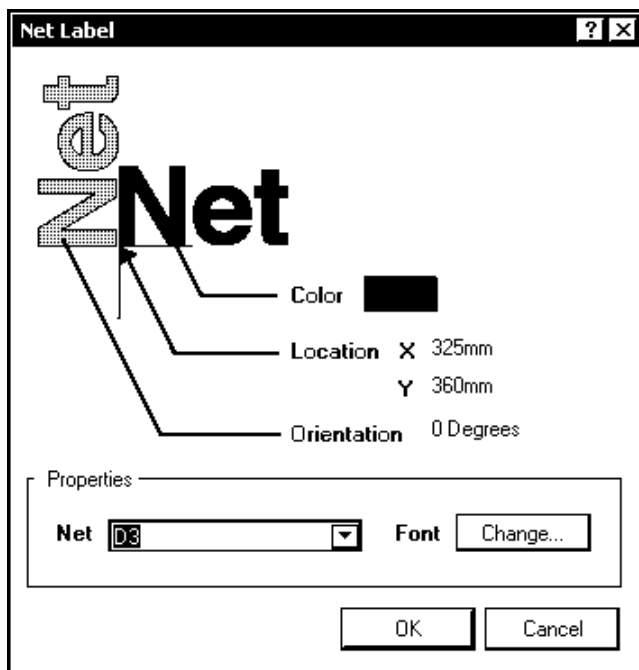 Net Label
Net
Net
Color
Location X 325mm
Y 360mm
Orientation 0 Degrees
Properties
Net D3 Font Change...
OK Cancel